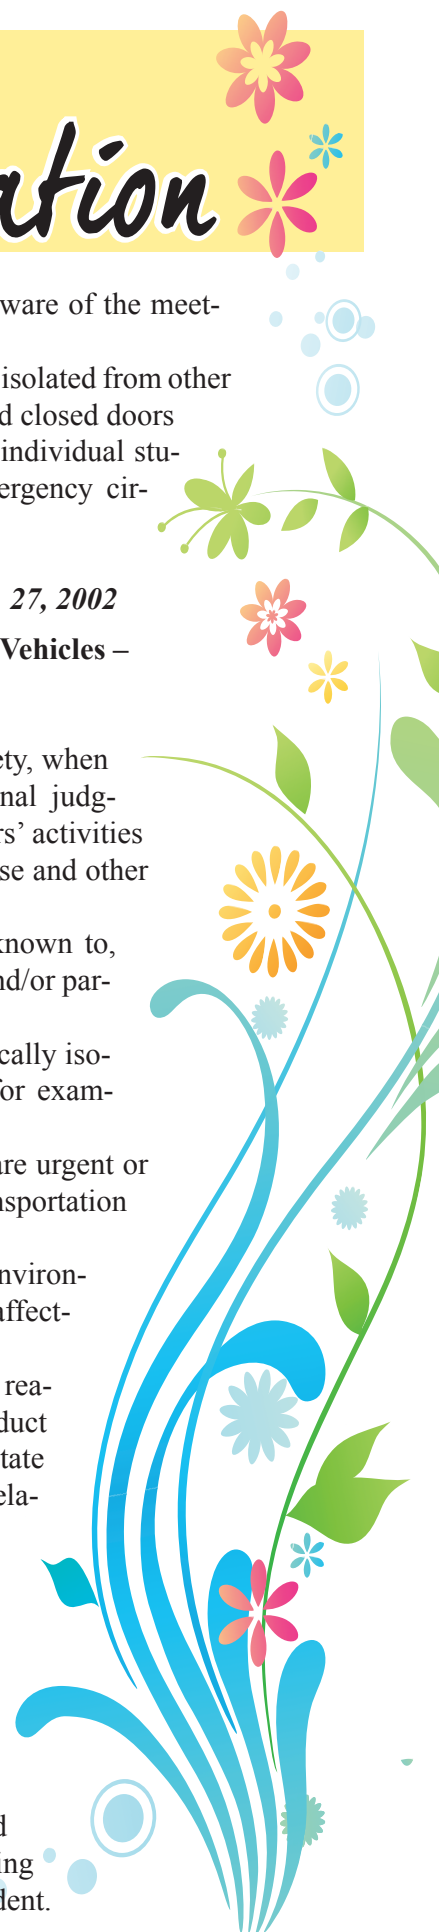 ation
ware of the meet-
isolated from other
d closed doors
individual stu-
ergency cir-
27, 2002
Vehicles –
ety, when
nal judg-
rs' activities
se and other
known to,
nd/or par-
cally iso-
for exam-
are urgent or
nsportation
environ-
affect-
rea-
duct
tate
ela-
d
ing
dent.